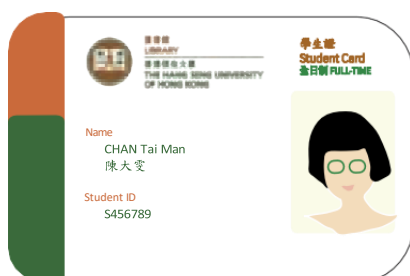 LIBRARY
THE HANG SENG UNIVERSITY
OF HONG KONG
學生證
Student Card
全日制 FULL-TIME
Name
CHAN Tai Man
陳大雯
Student ID
S456789